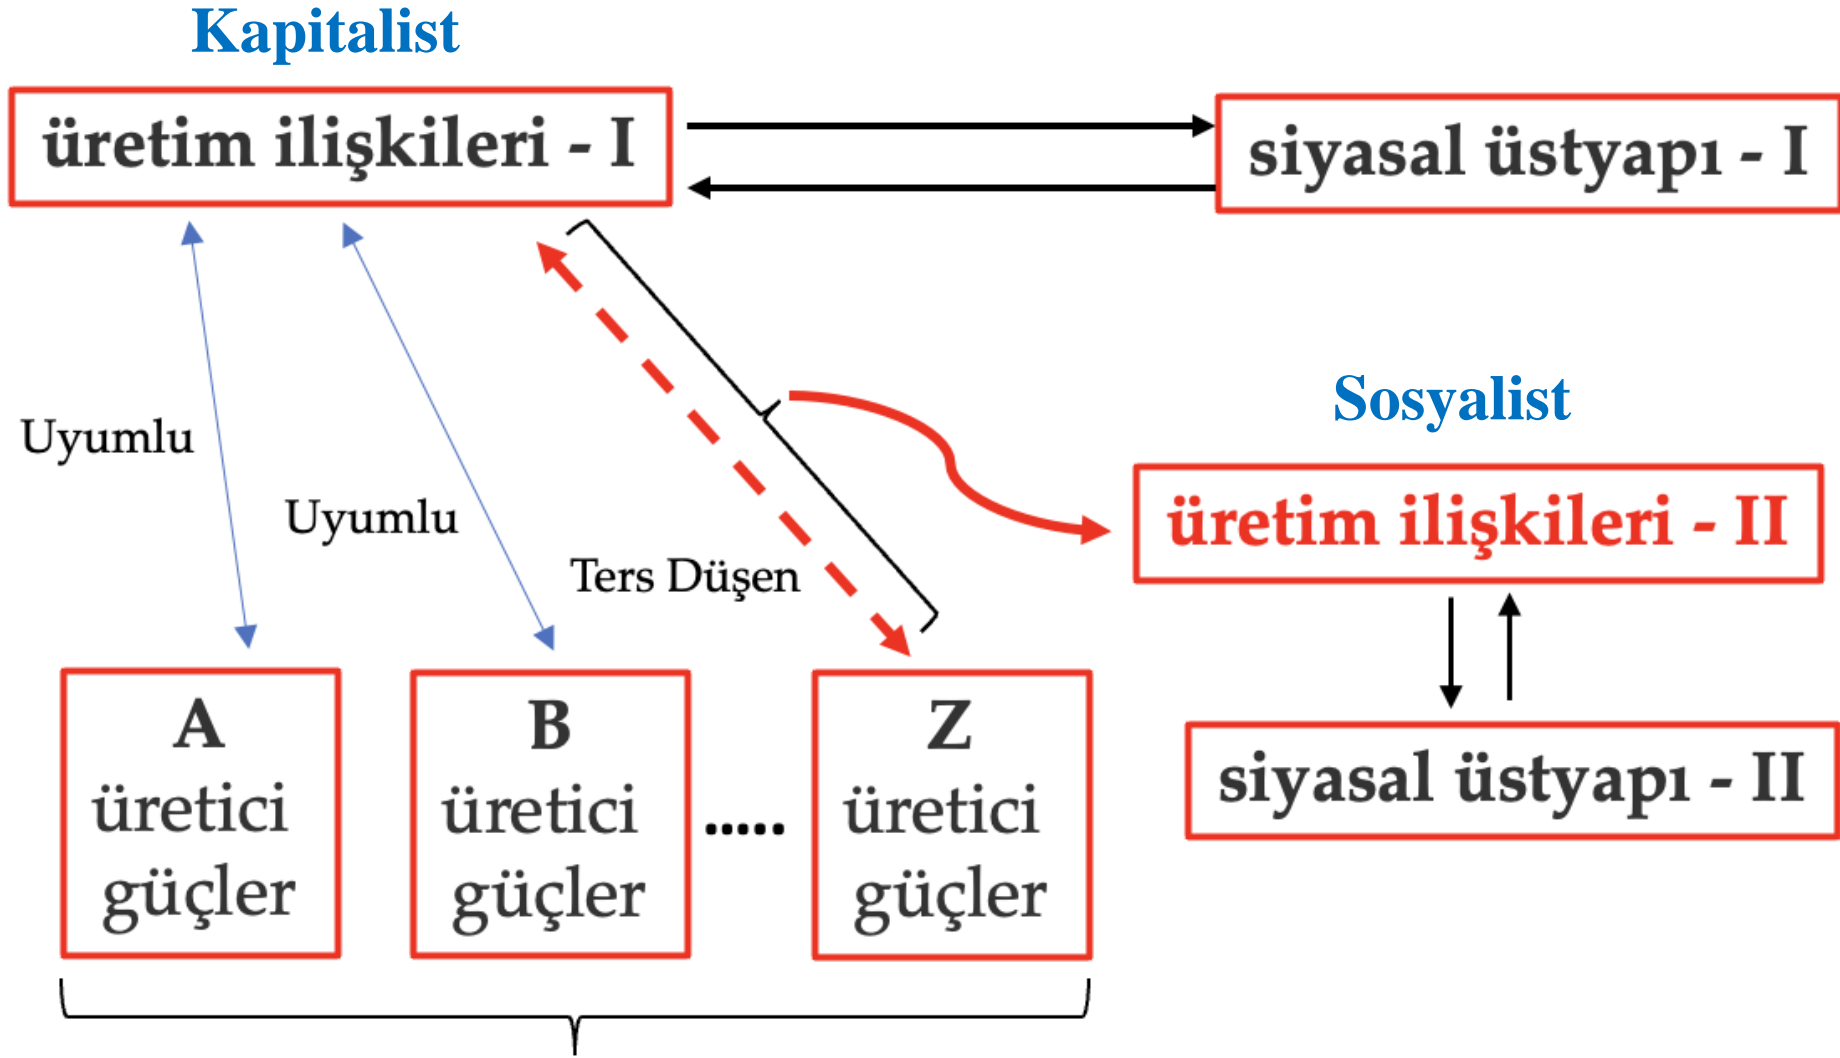 Kapitalist
üretim ilişkileri - I
siyasal üstyapı - I
Uyumlu
Uyumlu
Ters Düşen
Sosyalist
üretim ilişkileri - II
siyasal üstyapı - II
A
üretici
güçler
B
üretici
güçler
.....
Z
üretici
güçler